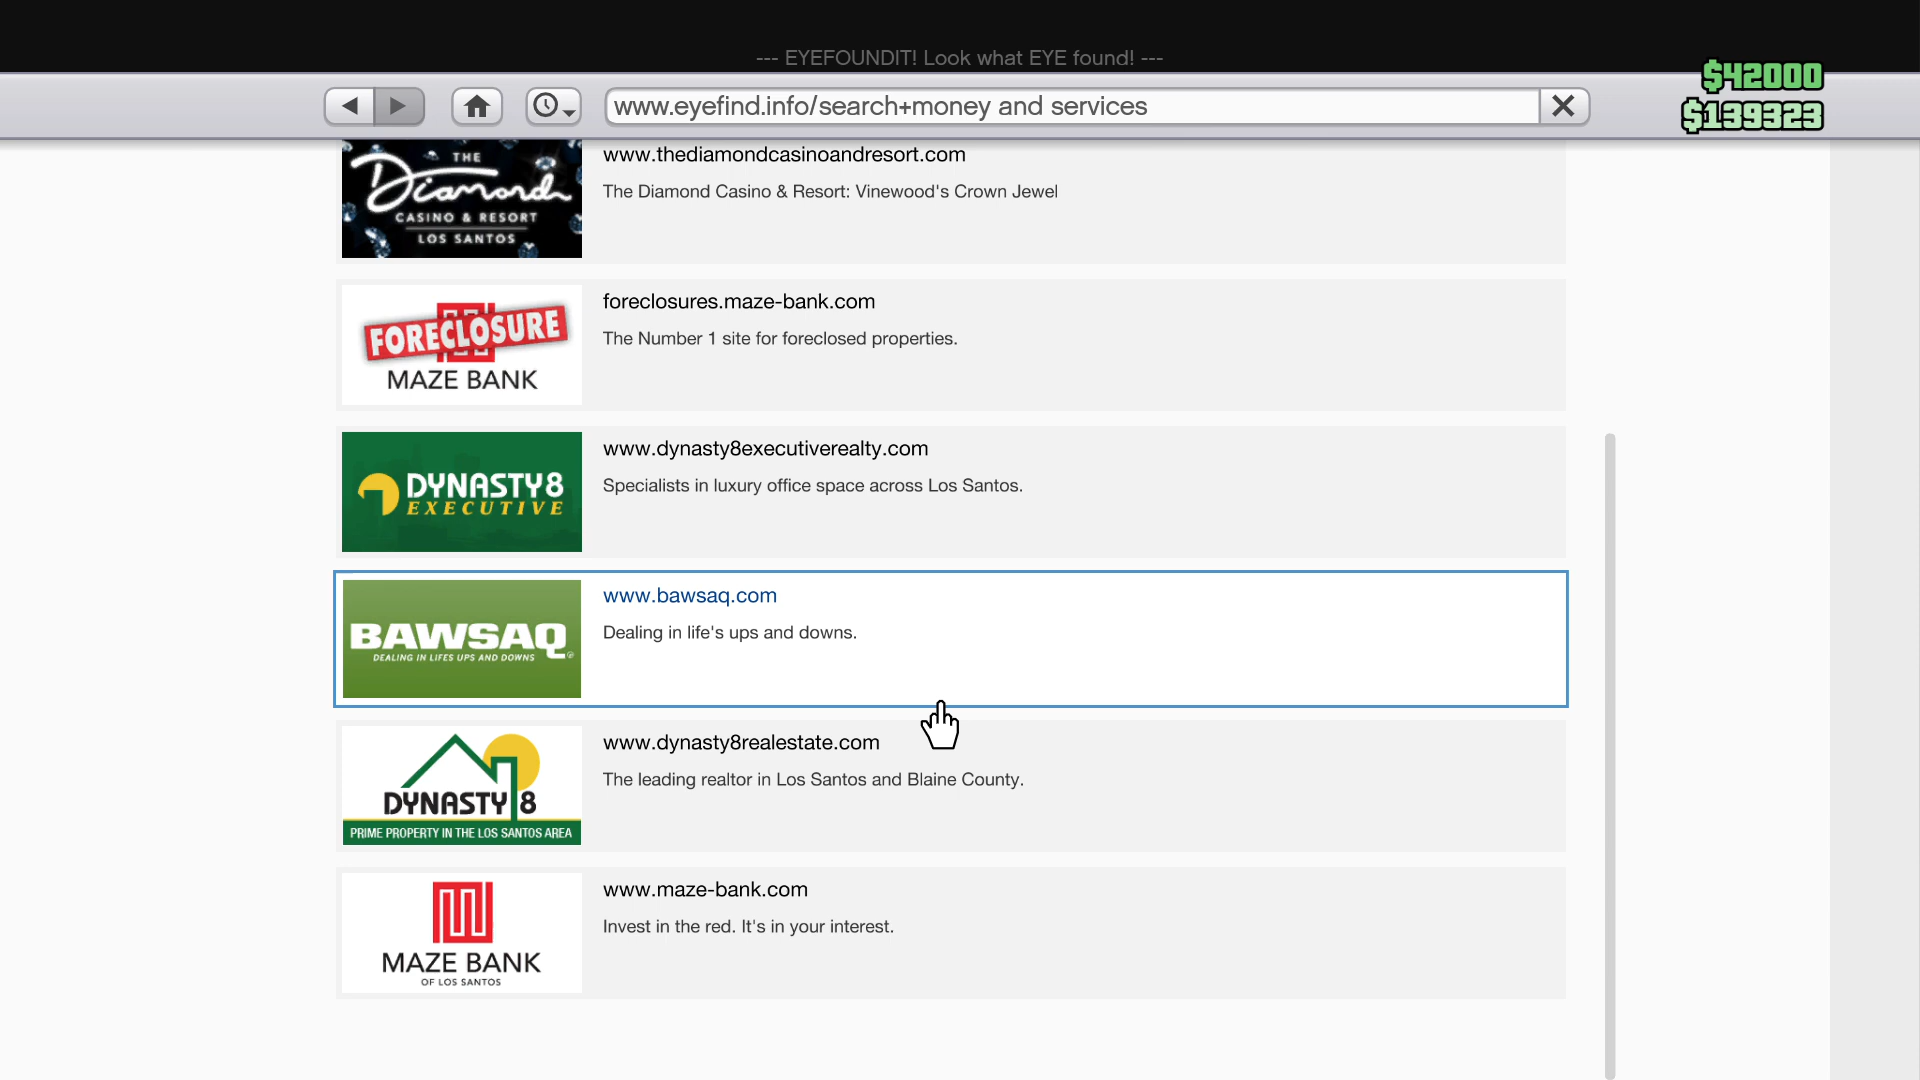 --- EYEFOUNDIT! Look what EYE found! ---
$42000
www.eyefind.info/search+money and services
$139323
THE
Diamond
CASINO & RESORT
LOS SANTOS
www.thediamondcasinoandresort.com
The Diamond Casino & Resort: Vinewood's Crown Jewel
FORECLOSURE
MAZE BANK
foreclosures.maze-bank.com
The Number 1 site for foreclosed properties.
DYNASTY8
EXECUTIVE
www.dynasty8executiverealty.com
Specialists in luxury office space across Los Santos.
BAWSAQ
DEALING IN LIFES UPS AND DOWNS
www.bawsaq.com
Dealing in life's ups and downs.
DYNASTY 8
PRIME PROPERTY IN THE LOS SANTOS AREA
www.dynasty8realestate.com
The leading realtor in Los Santos and Blaine County.
MAZE BANK
OF LOS SANTOS
www.maze-bank.com
Invest in the red. It's in your interest.